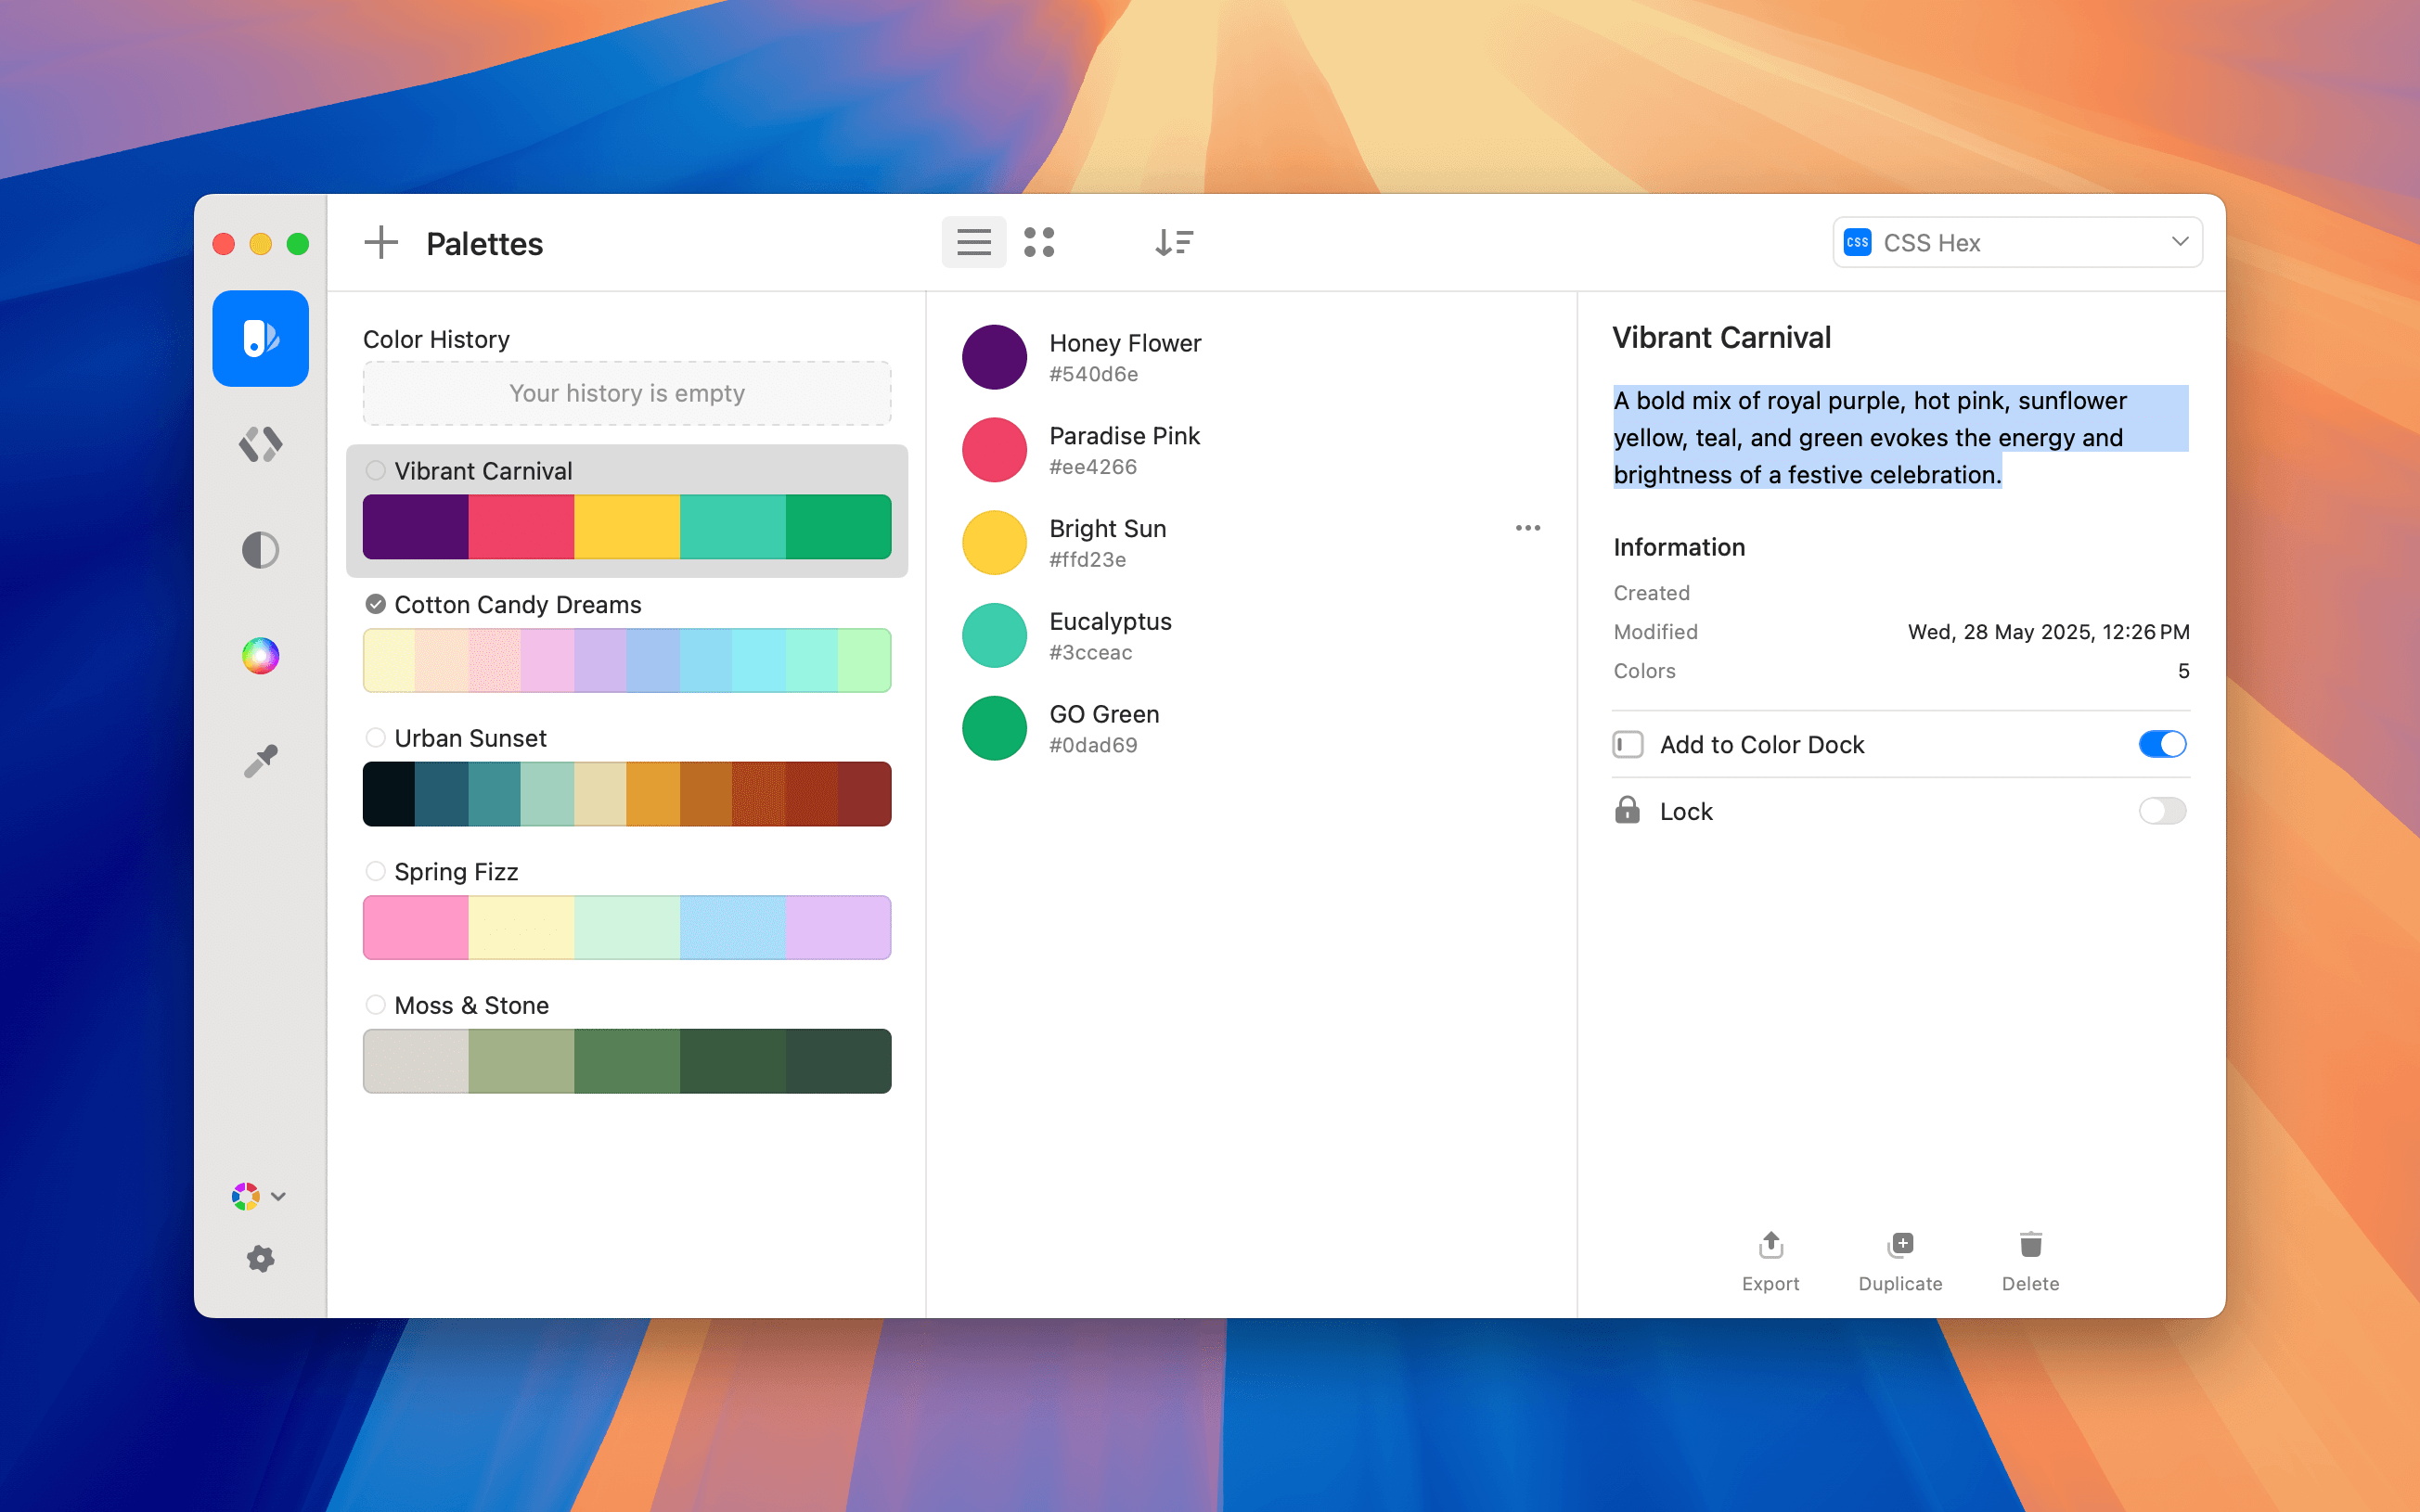 Palettes
CSS
CSS Hex
Color History
Your history is empty
Vibrant Carnival
Cotton Candy Dreams
Urban Sunset
Spring Fizz
Moss & Stone
Honey Flower
#540d6e
Paradise Pink
#ee4266
Bright Sun
#ffd23e
Eucalyptus
#3cceac
GO Green
#0dad69
Vibrant Carnival
A bold mix of royal purple, hot pink, sunflower
yellow, teal, and green evokes the energy and
brightness of a festive celebration.
Information
Created
Modified Wed, 28 May 2025, 12:26 PM
Colors 5
Add to Color Dock
Lock
Export Duplicate Delete